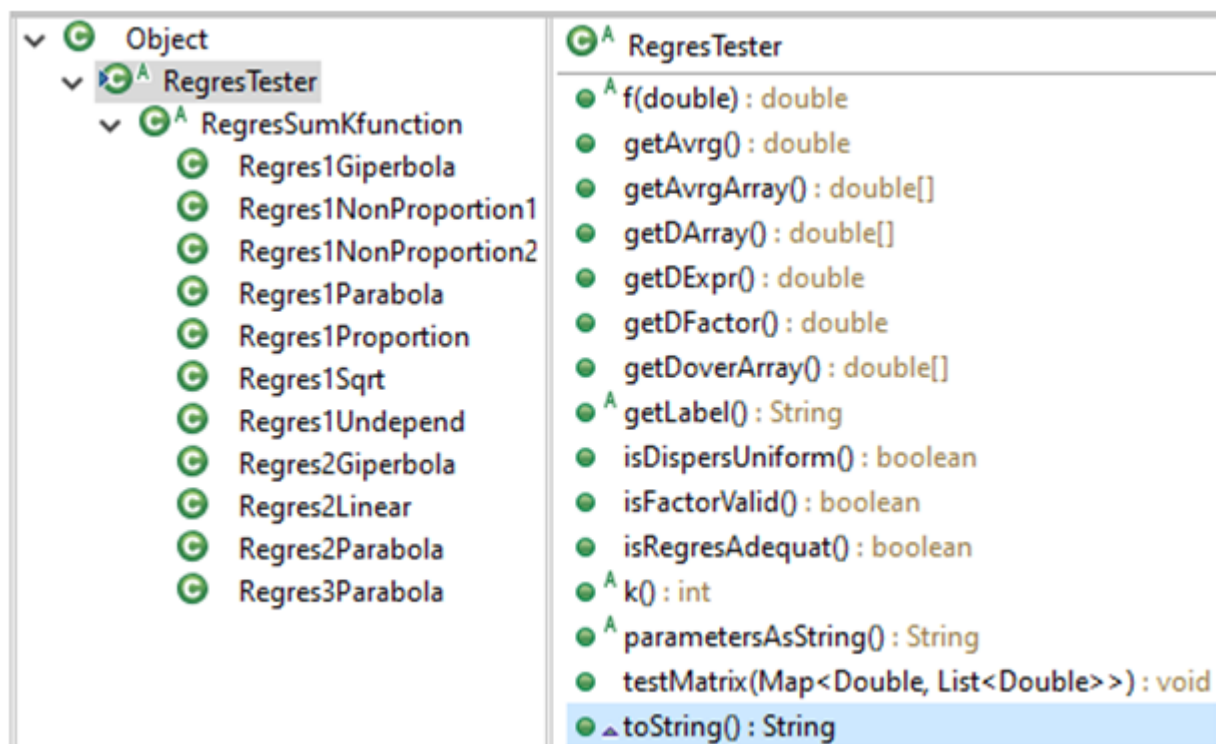 Object
RegresTester
RegresSumKfunction
Regres1Giperbola
Regres1NonProportion1
Regres1NonProportion2
Regres1Parabola
Regres1Proportion
Regres1Sqrt
Regres1Undepend
Regres2Giperbola
Regres2Linear
Regres2Parabola
Regres3Parabola
RegresTester
f(double) : double
getAvrg() : double
getAvrgArray() : double[]
getDArray() : double[]
getDExpr() : double
getDFactor() : double
getDoverArray() : double[]
getLabel() : String
isDispersUniform() : boolean
isFactorValid() : boolean
isRegresAdequat() : boolean
k() : int
parametersAsString() : String
testMatrix(Map<Double, List<Double>>) : void
toString() : String